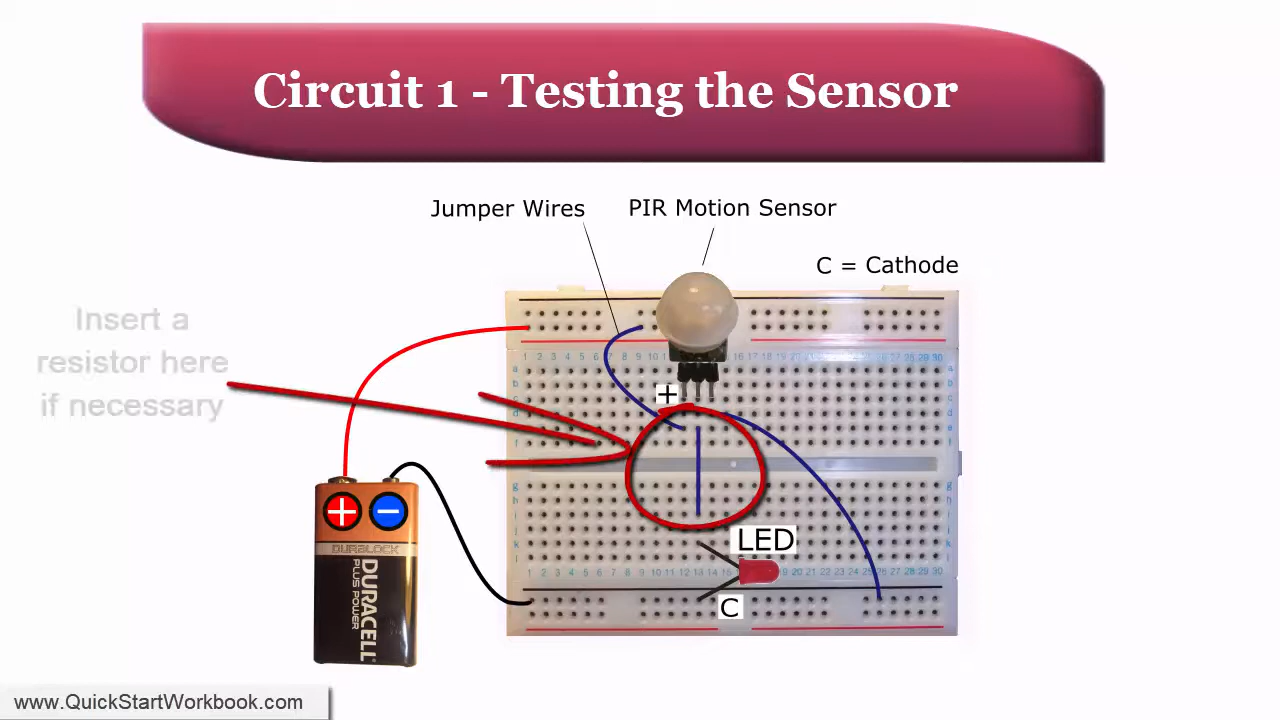 Circuit 1 - Testing the Sensor
Jumper Wires
PIR Motion Sensor
C = Cathode
Insert a
resistor here
if necessary
+
+
−
DURALOCK
DURACELL
PLUS POWER
LED
C
www.QuickStartWorkbook.com